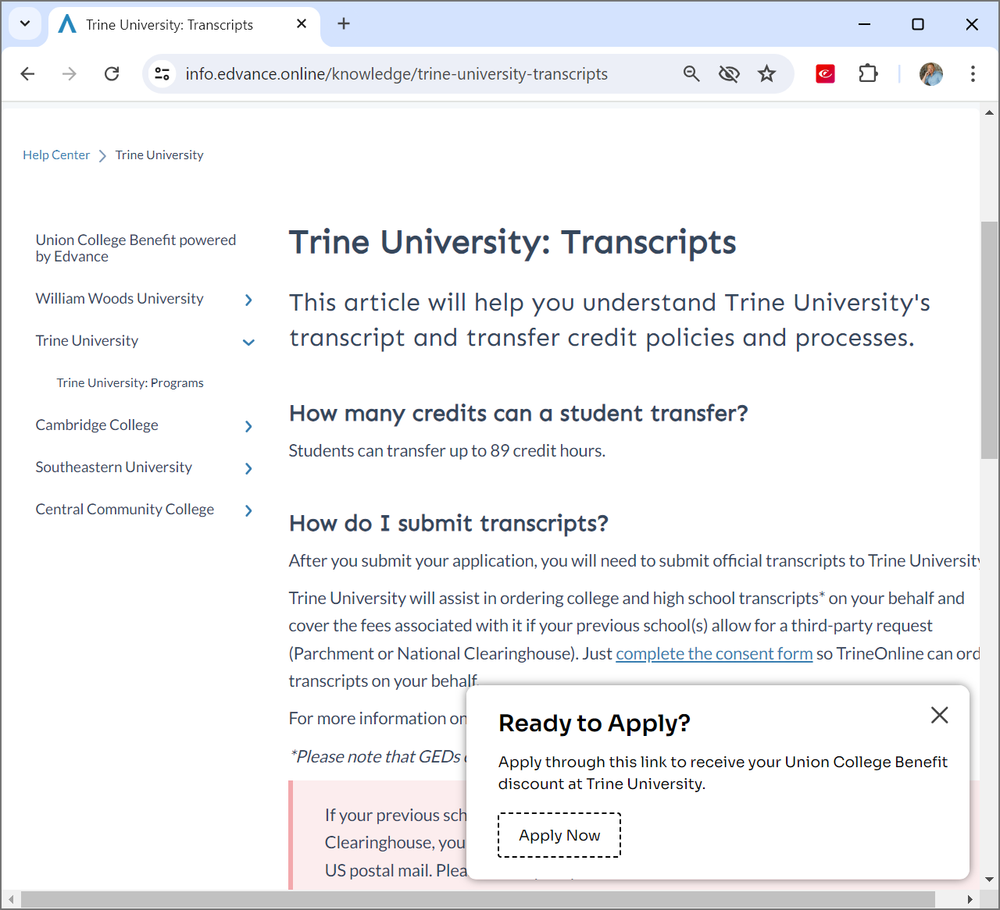 Trine University: Transcripts
info.edvance.online/knowledge/trine-university-transcripts
Help Center
Trine University
Union College Benefit powered
by Edvance
William Woods University
Trine University
Trine University: Programs
Cambridge College
Southeastern University
Central Community College
Trine University: Transcripts
This article will help you understand Trine University's
transcript and transfer credit policies and processes.
How many credits can a student transfer?
Students can transfer up to 89 credit hours.
How do I submit transcripts?
After you submit your application, you will need to submit official transcripts to Trine University
Trine University will assist in ordering college and high school transcripts* on your behalf and
cover the fees associated with it if your previous school(s) allow for a third-party request
(Parchment or National Clearinghouse). Just complete the consent form so TrineOnline can ord
transcripts on your behalf.
For more information on
*Please note that GEDs
If your previous sch
Clearinghouse, you
US postal mail. Plea
Ready to Apply?
Apply through this link to receive your Union College Benefit
discount at Trine University.
Apply Now